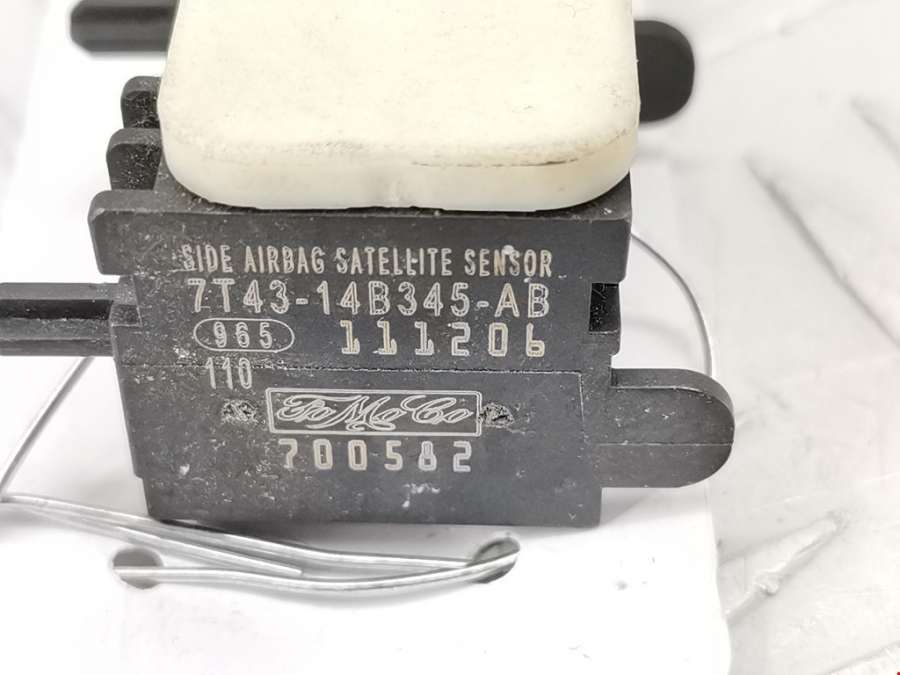 SIDE AIRBAG SATELLITE SENSOR
7T43-14B345-AB
965 111206
110
FoMoCo
700582